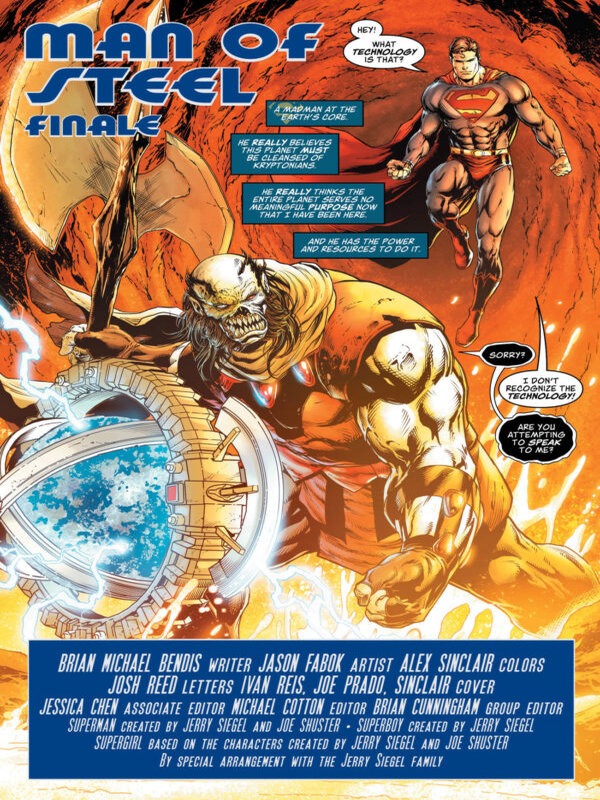 MAN OF
STEEL
FINALE
HEY!
WHAT
TECHNOLOGY
IS THAT?
A MADMAN AT THE
EARTH'S CORE.
HE REALLY BELIEVES
THIS PLANET MUST
BE CLEANSED OF
KRYPTONIANS.
HE REALLY THINKS THE
ENTIRE PLANET SERVES NO
MEANINGFUL PURPOSE NOW
THAT I HAVE BEEN HERE.
AND HE HAS THE POWER
AND RESOURCES TO DO IT.
SORRY?
I DON'T
RECOGNIZE THE
TECHNOLOGY!
ARE YOU
ATTEMPTING
TO SPEAK
TO ME?
BRIAN MICHAEL BENDIS WRITER JASON FABOK ARTIST ALEX SINCLAIR COLORS
JOSH REED LETTERS IVAN REIS, JOE PRADO, SINCLAIR COVER
JESSICA CHEN ASSOCIATE EDITOR MICHAEL COTTON EDITOR BRIAN CUNNINGHAM GROUP EDITOR
SUPERMAN CREATED BY JERRY SIEGEL AND JOE SHUSTER • SUPERBOY CREATED BY JERRY SIEGEL
SUPERGIRL BASED ON THE CHARACTERS CREATED BY JERRY SIEGEL AND JOE SHUSTER
BY SPECIAL ARRANGEMENT WITH THE JERRY SIEGEL FAMILY